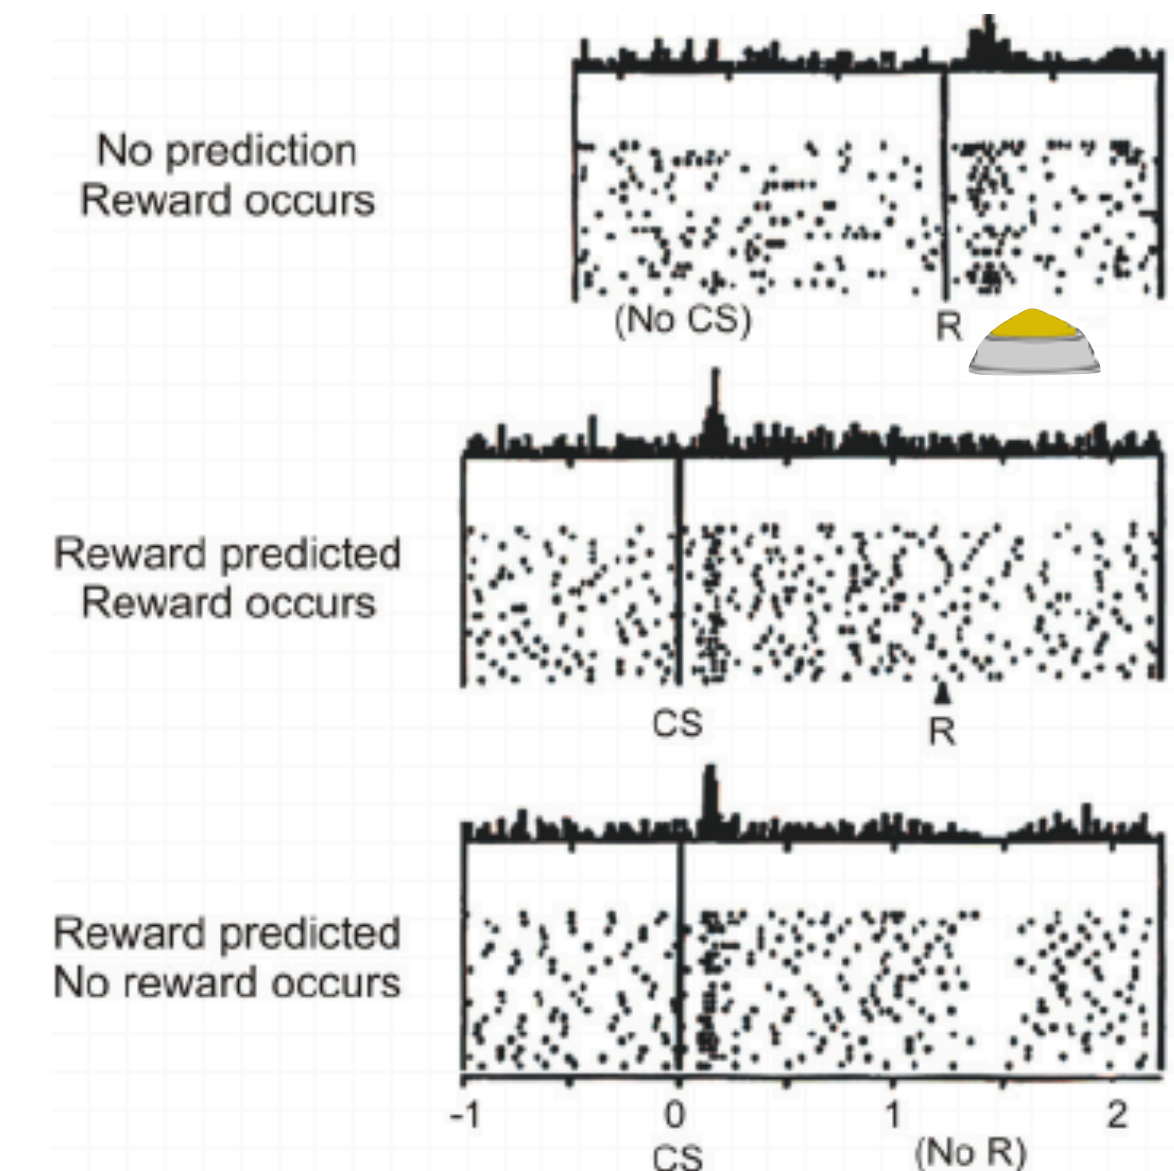 No prediction
Reward occurs
(No CS)
R
Reward predicted
Reward occurs
CS
R
Reward predicted
No reward occurs
-1
0
1
2
CS
(No R)